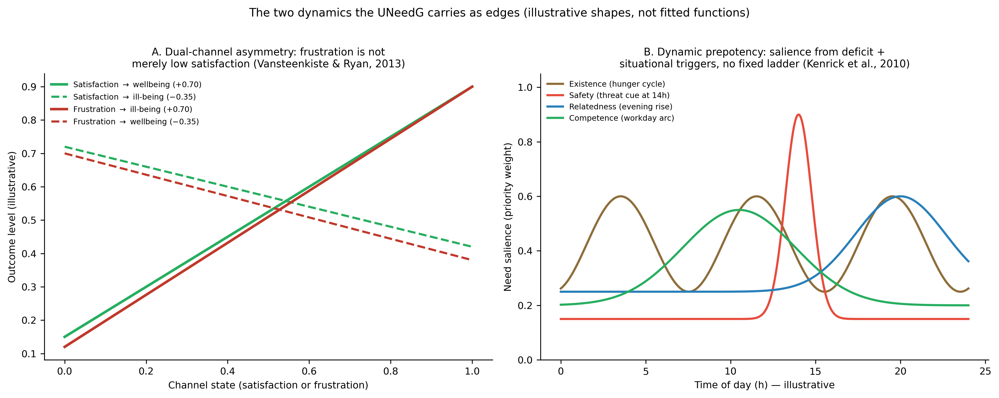 The two dynamics the UNeedG carries as edges (illustrative shapes, not fitted functions)
A. Dual-channel asymmetry: frustration is not
merely low satisfaction (Vansteenkiste & Ryan, 2013)
Satisfaction → wellbeing (+0.70)
Satisfaction → ill-being (−0.35)
Frustration → ill-being (+0.70)
Frustration → wellbeing (−0.35)
Outcome level (illustrative)
0.9
0.8
0.7
0.6
0.5
0.4
0.3
0.2
0.1
0.0 0.2 0.4 0.6 0.8 1.0
Channel state (satisfaction or frustration)
B. Dynamic prepotency: salience from deficit +
situational triggers, no fixed ladder (Kenrick et al., 2010)
Existence (hunger cycle)
Safety (threat cue at 14h)
Relatedness (evening rise)
Competence (workday arc)
Need salience (priority weight)
1.0
0.8
0.6
0.4
0.2
0.0
0 5 10 15 20 25
Time of day (h) — illustrative